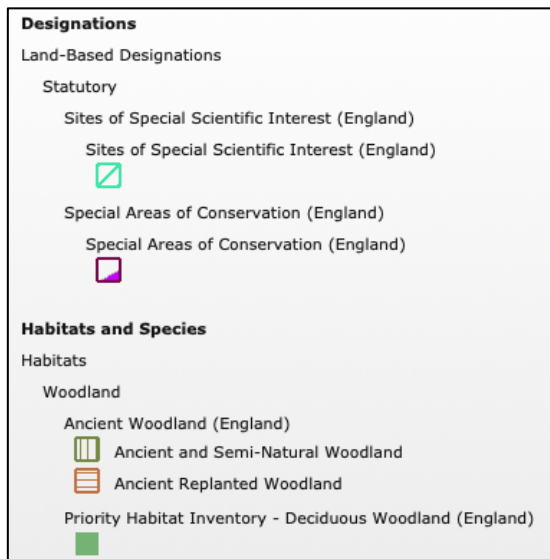 Designations
Land-Based Designations
Statutory
Sites of Special Scientific Interest (England)
Sites of Special Scientific Interest (England)
Special Areas of Conservation (England)
Special Areas of Conservation (England)
Habitats and Species
Habitats
Woodland
Ancient Woodland (England)
Ancient and Semi-Natural Woodland
Ancient Replanted Woodland
Priority Habitat Inventory - Deciduous Woodland (England)